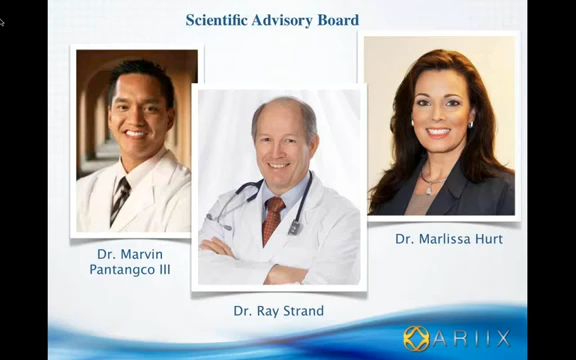 Scientific Advisory Board
Dr. Marvin
Pantangco III
Dr. Ray Strand
Dr. Marlissa Hurt
ARIIX